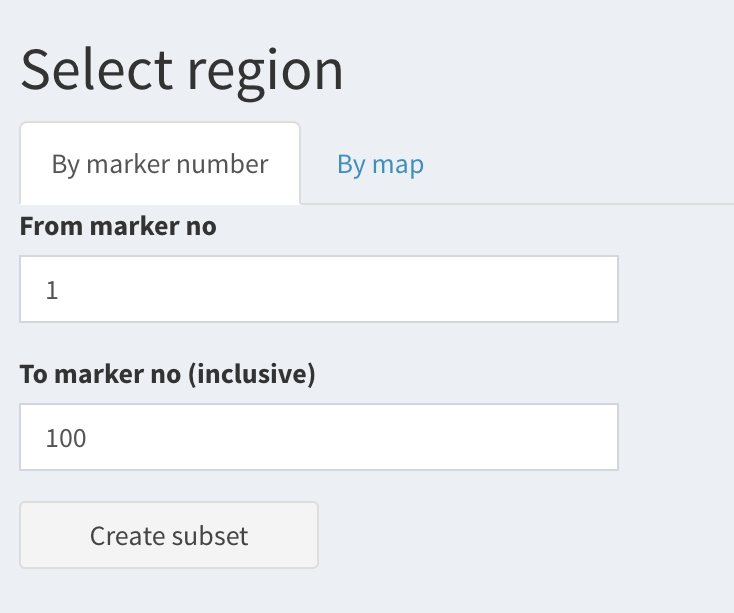 Select region
By marker number By map
From marker no
1
To marker no (inclusive)
100
Create subset